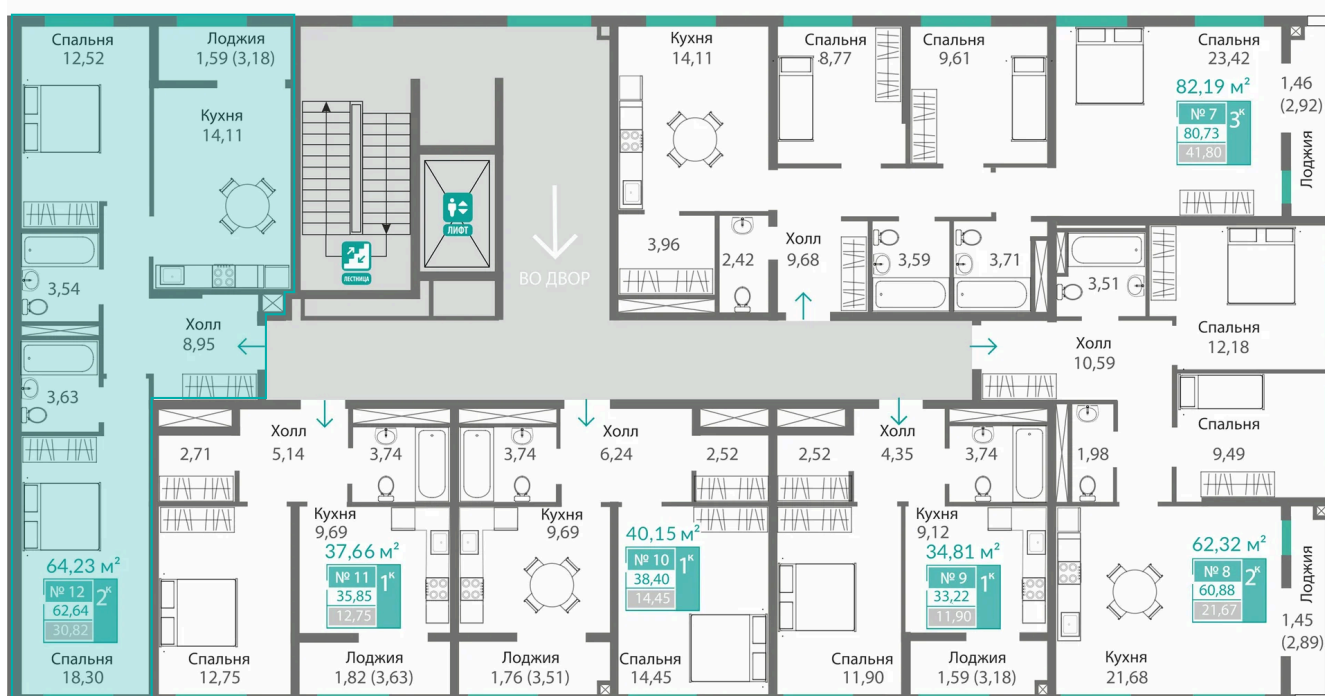 Спальня
12,52
Лоджия
1,59 (3,18)
Кухня
14,11
3,54
Холл
8,95
3,63
64,23 м²
№ 12
2к
62,64
30,82
Спальня
18,30
ЛЕСТНИЦА
ЛИФТ
ВО ДВОР
Кухня
14,11
3,96
2,42
Спальня
8,77
Спальня
9,61
Холл
9,68
3,59
3,71
Спальня
23,42
82,19 м²
№ 7
3к
80,73
41,80
1,46
(2,92)
Лоджия
3,51
Спальня
12,18
Холл
10,59
Спальня
9,49
1,98
62,32 м²
№ 8
2к
60,88
21,67
Кухня
21,68
Лоджия
1,45
(2,89)
2,71
Холл
5,14
3,74
Кухня
9,69
37,66 м²
№ 11
1к
35,85
12,75
Спальня
12,75
Лоджия
1,82 (3,63)
3,74
Холл
6,24
2,52
Кухня
9,69
40,15 м²
№ 10
1к
38,40
14,45
Лоджия
1,76 (3,51)
Спальня
14,45
2,52
Холл
4,35
3,74
Кухня
9,12
34,81 м²
№ 9
1к
33,22
11,90
Спальня
11,90
Лоджия
1,59 (3,18)